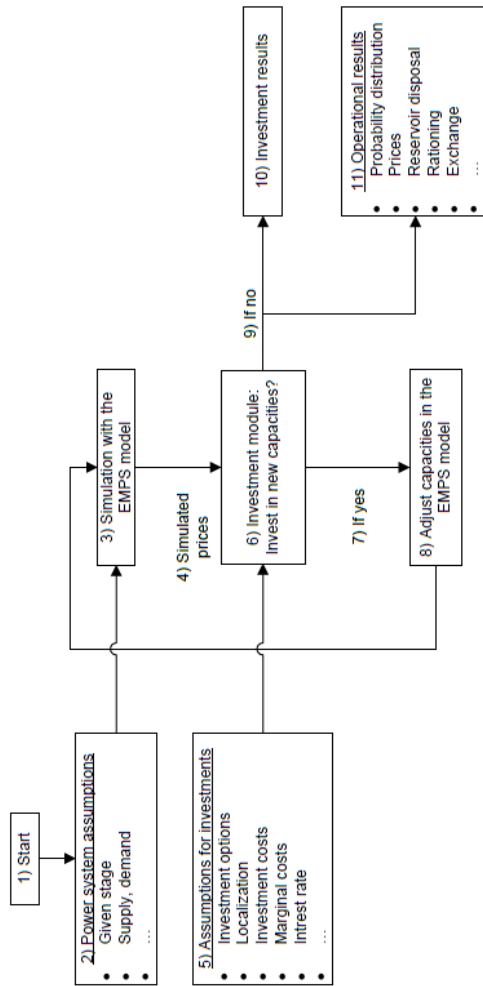 1) Start
2) Power system assumptions
• Given stage
• Supply, demand
• ...
3) Simulation with the
EMPS model
4) Simulated
prices
5) Assumptions for investments
• Investment options
• Localization
• Investment costs
• Marginal costs
• Intrest rate
• ...
6) Investment module:
Invest in new capacities?
7) If yes
8) Adjust capacities in the
EMPS model
9) If no
10) Investment results
11) Operational results
• Probability distribution
• Prices
• Reservoir disposal
• Rationing
• Exchange
• ...